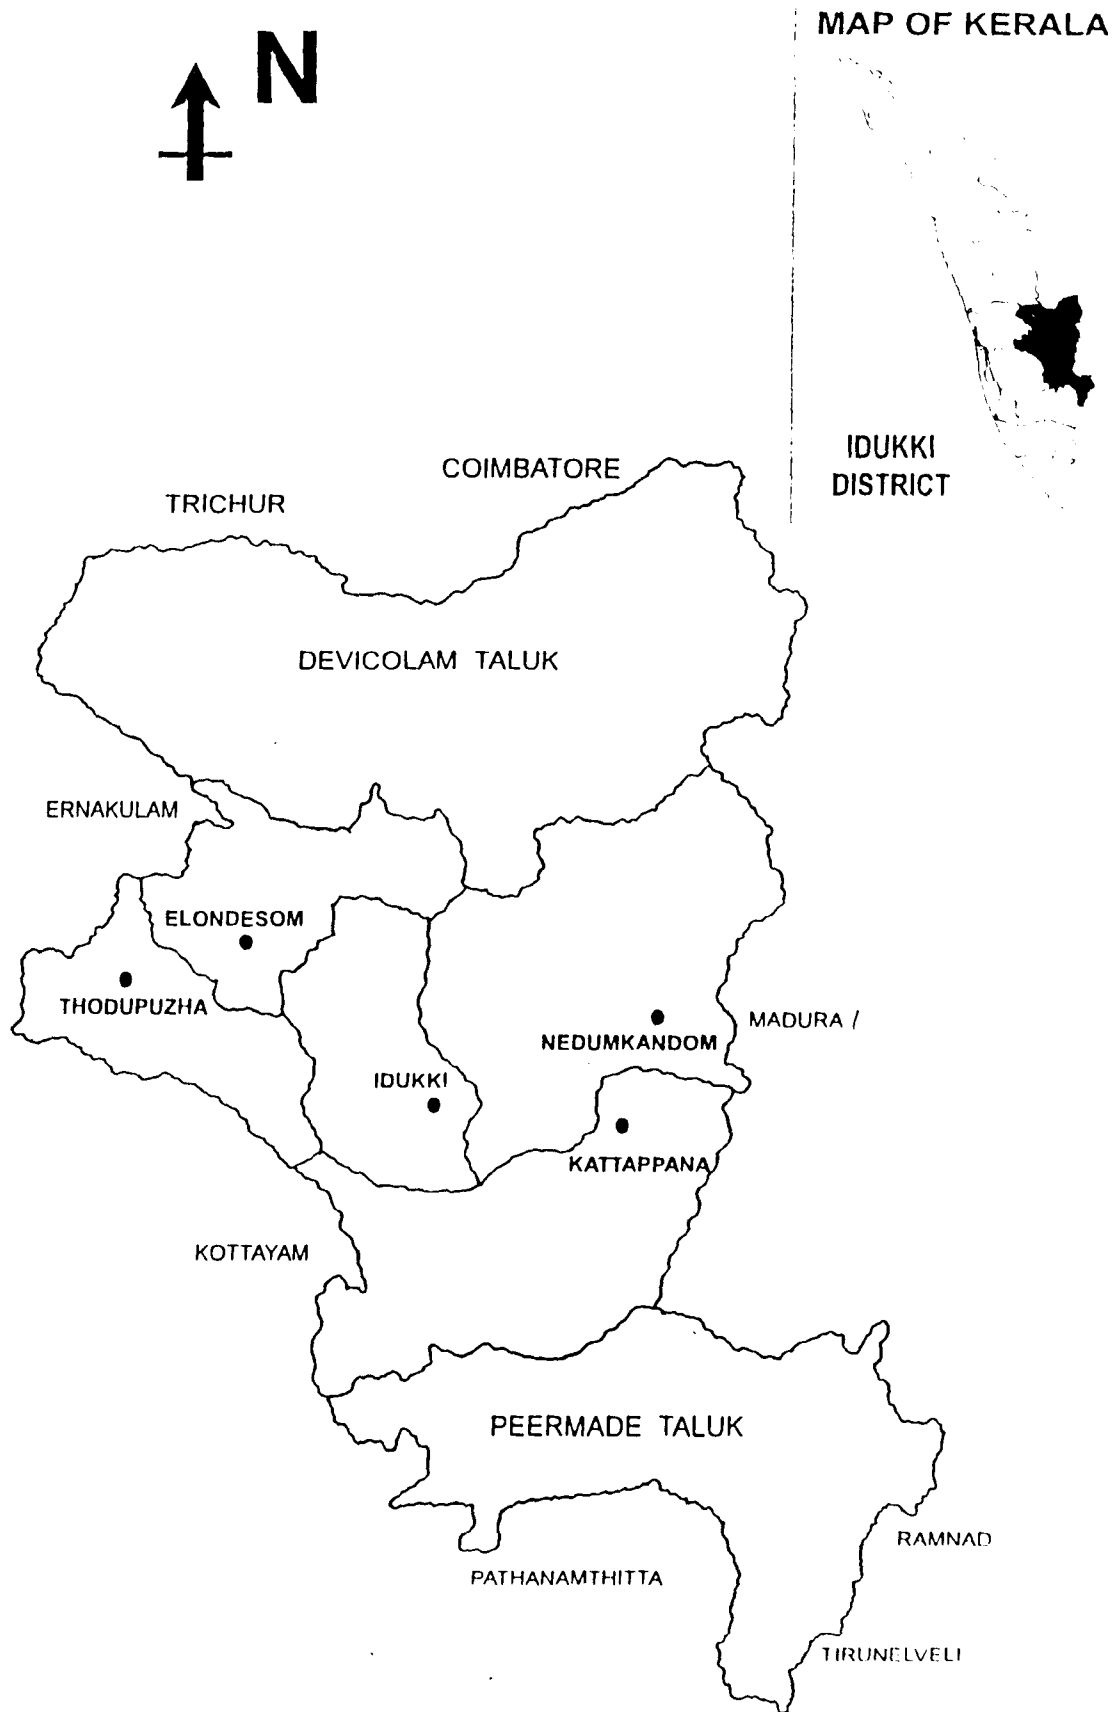 N
MAP OF KERALA
IDUKKI
DISTRICT
COIMBATORE
TRICHUR
DEVICOLAM TALUK
ERNAKULAM
ELONDESOM
THODUPUZHA
NEDUMKANDOM
MADURA /
IDUKKI
KATTAPPANA
KOTTAYAM
PEERMADE TALUK
RAMNAD
PATHANAMTHITTA
TIRUNELVELI